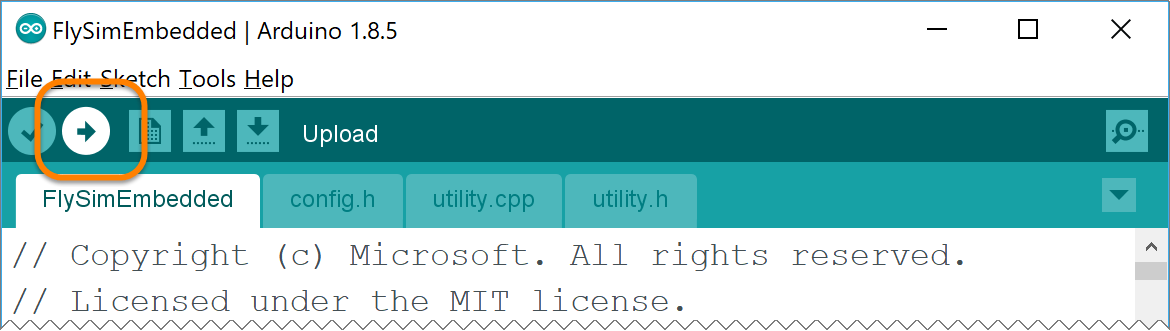 FlySimEmbedded | Arduino 1.8.5
File Edit Sketch Tools Help
Upload
FlySimEmbedded config.h utility.cpp utility.h
// Copyright (c) Microsoft. All rights reserved.
// Licensed under the MIT license.